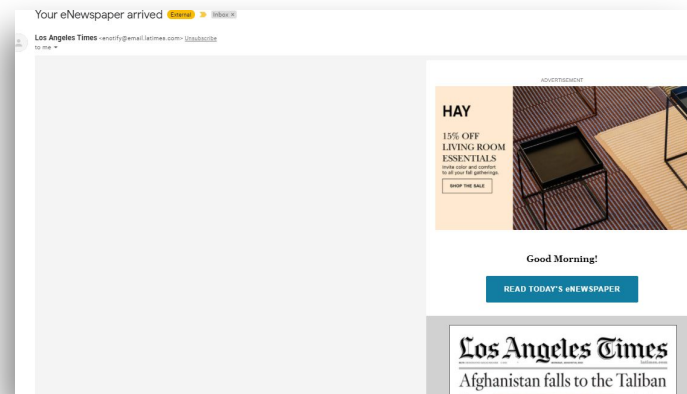 Your eNewspaper arrived External Inbox ×
Los Angeles Times <enotify@email.latimes.com> Unsubscribe
to me
ADVERTISEMENT
HAY
15% OFF
LIVING ROOM
ESSENTIALS
Invite color and comfort
to all your fall gatherings.
SHOP THE SALE
Good Morning!
READ TODAY'S eNEWSPAPER
Los Angeles Times
latimes.com
Afghanistan falls to the Taliban